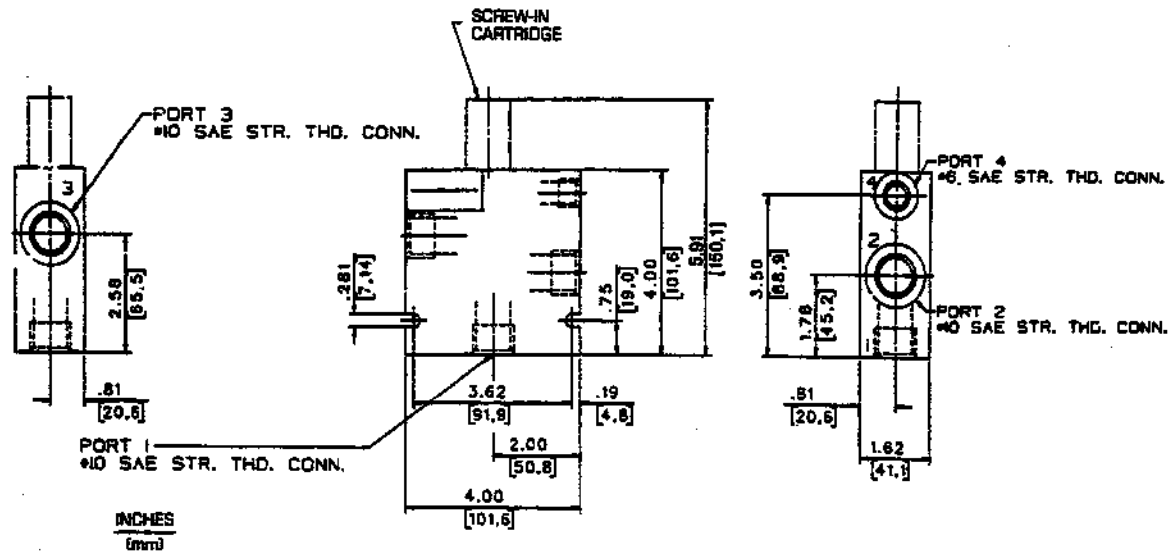 SCREW-IN
CARTRIDGE
PORT 3
#10 SAE STR. THD. CONN.
3
2.58
[65,5]
.81
[20,6]
PORT 1
#10 SAE STR. THD. CONN.
INCHES
[mm]
.281
[7,14]
3.62
[91,9]
.19
[4,8]
2.00
[50,8]
4.00
[101,6]
.75
[19,0]
4.00
[101,6]
5.91
[150,1]
PORT 4
#6 SAE STR. THD. CONN.
4
2
3.50
[88,9]
1.78
[45,2]
PORT 2
#10 SAE STR. THD. CONN.
1
.81
[20,6]
1.62
[41,1]